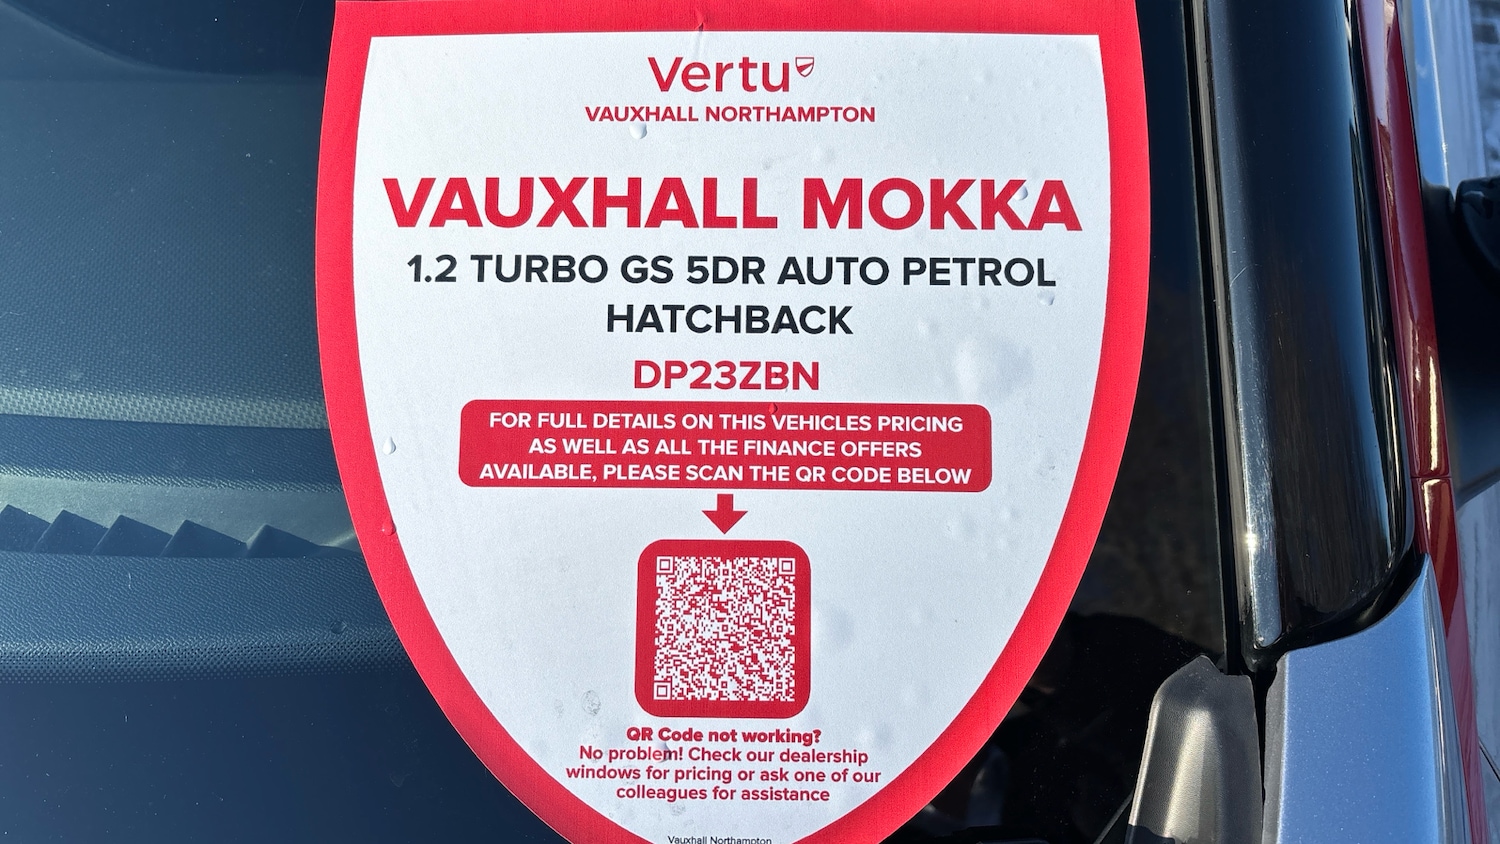 Vertu
VAUXHALL NORTHAMPTON
VAUXHALL MOKKA
1.2 TURBO GS 5DR AUTO PETROL
HATCHBACK
DP23ZBN
FOR FULL DETAILS ON THIS VEHICLES PRICING
AS WELL AS ALL THE FINANCE OFFERS
AVAILABLE, PLEASE SCAN THE QR CODE BELOW
QR Code not working?
No problem! Check our dealership
windows for pricing or ask one of our
colleagues for assistance
Vauxhall Northampton